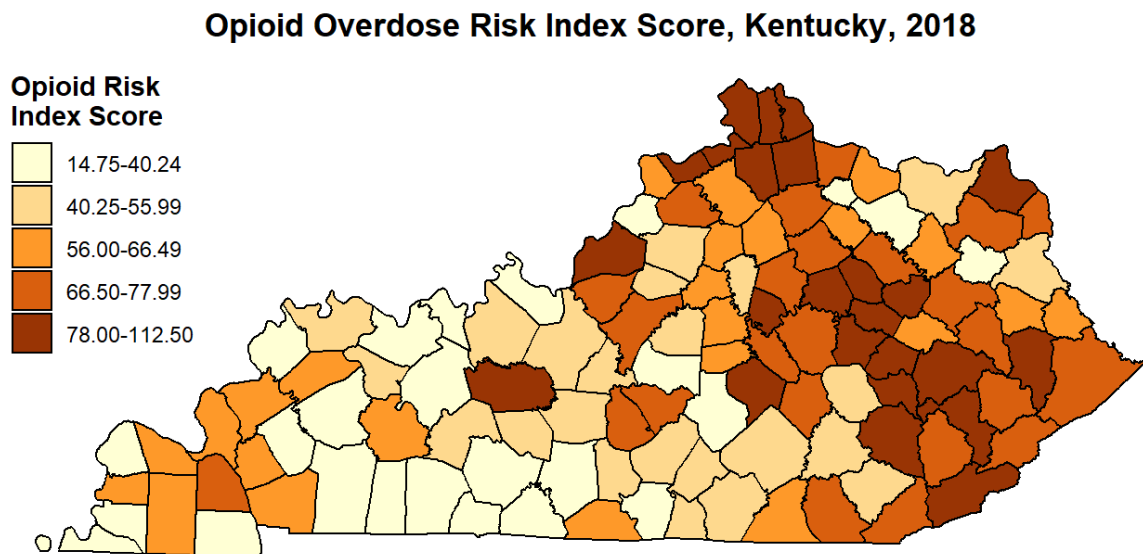 Opioid Overdose Risk Index Score, Kentucky, 2018
Opioid Risk
Index Score
14.75-40.24
40.25-55.99
56.00-66.49
66.50-77.99
78.00-112.50